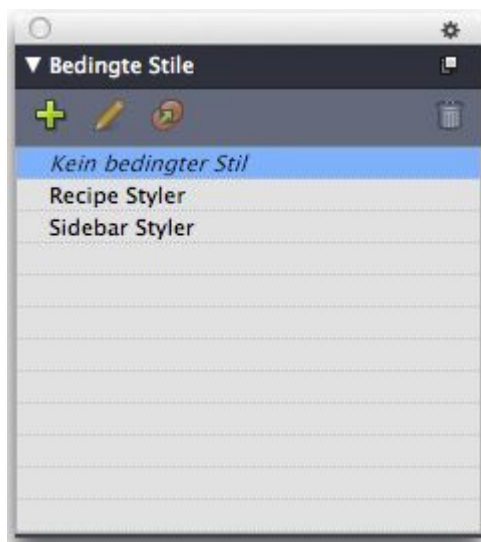 Bedingte Stile
Kein bedingter Stil
Recipe Styler
Sidebar Styler